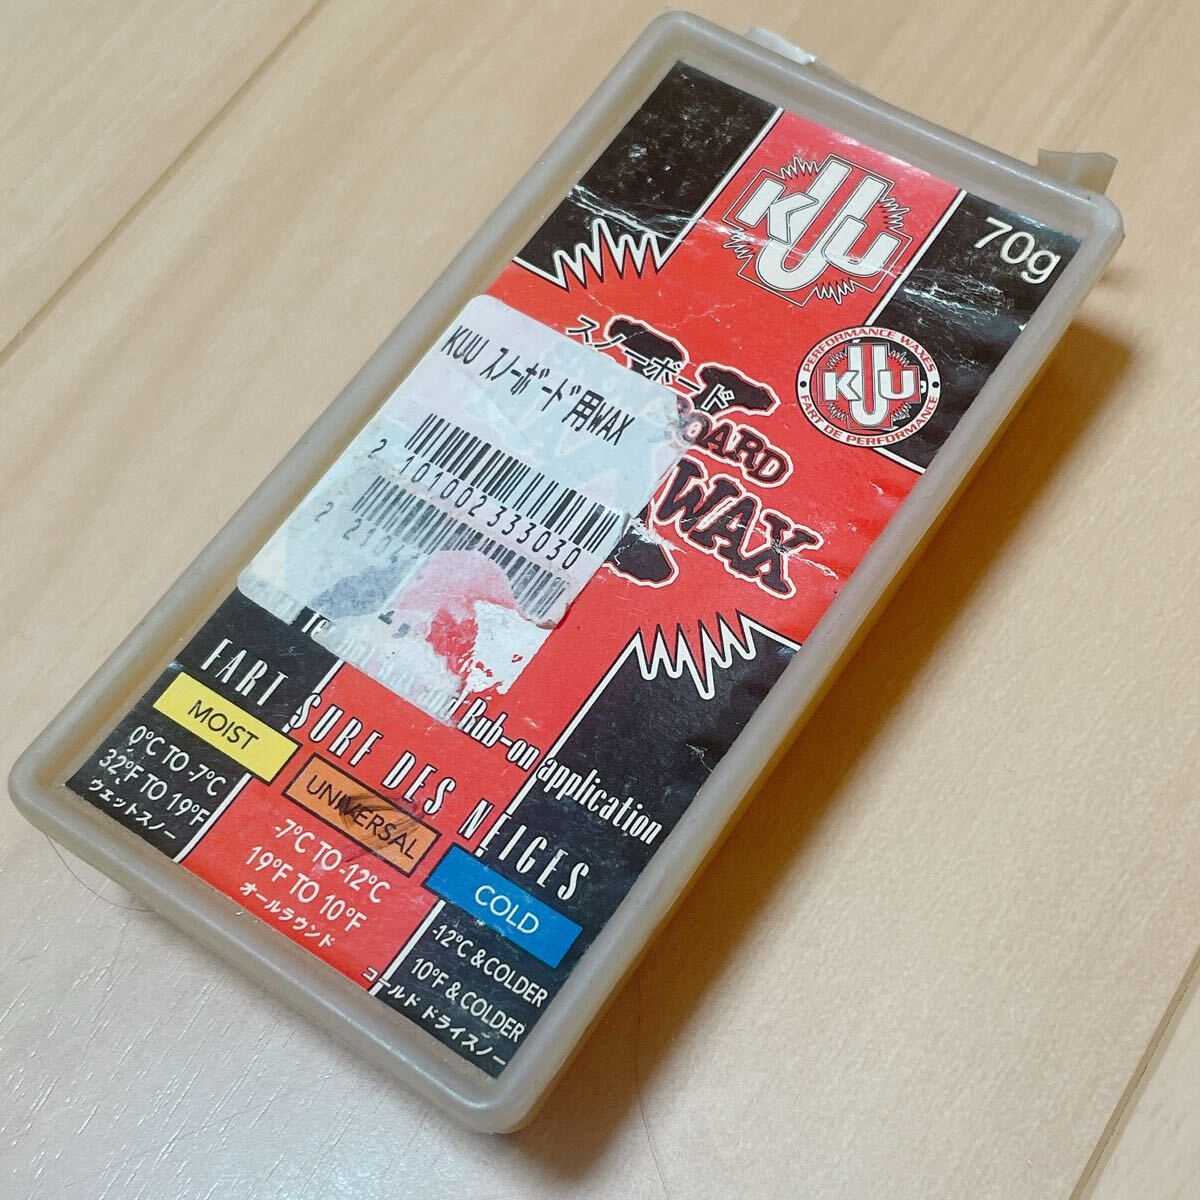 KUU
70g
PERFORMANCE WAXES
KUU
FART DE PERFORMANCE
スノーボード
BOARD
WAX
KUU スノーボード用WAX
2 101002 333030
and Rub-on application
FART SURF DES NEIGES
MOIST
0°C TO -7°C
32°F TO 19°F
ウエットスノー
UNIVERSAL
-7°C TO -12°C
19°F TO 10°F
オールラウンド
COLD
-12°C & COLDER
10°F & COLDER
コールド ドライスノー